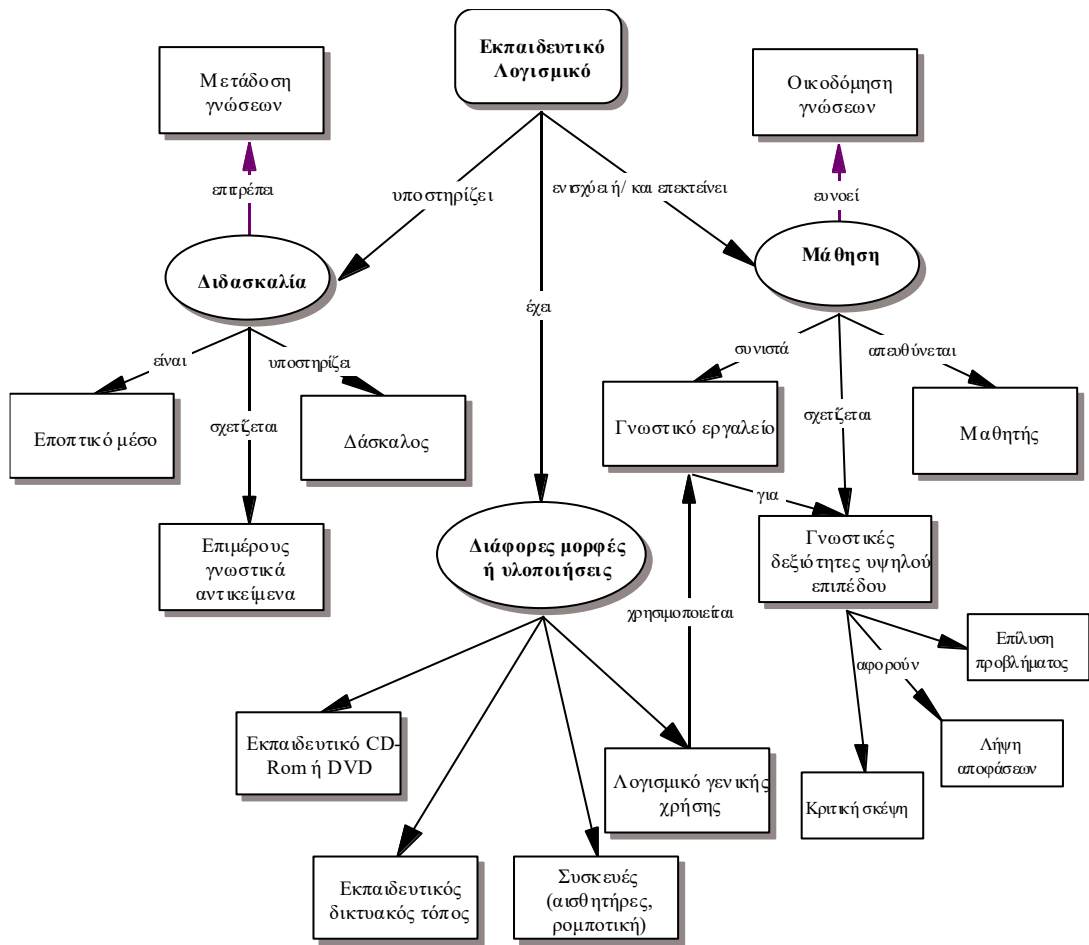 Εκπαιδευτικό
Λογισμικό
Μετάδοση
γνώσεων
Οικοδόμηση
γνώσεων
επιτρέπει
υποστηρίζει
ενισχύει ή/ και επεκτείνει
ευνοεί
Διδασκαλία
Μάθηση
έχει
είναι
υποστηρίζει
συνιστά
απευθύνεται
Εποπτικό μέσο
σχετίζεται
Δάσκαλος
Γνωστικό εργαλείο
σχετίζεται
Μαθητής
για
Επιμέρους
γνωστικά
αντικείμενα
Διάφορες μορφές
ή υλοποιήσεις
Γνωστικές
δεξιότητες υψηλού
επιπέδου
χρησιμοποιείται
Επίλυση
προβλήματος
αφορούν
Εκπαιδευτικό CD-
Rom ή DVD
Λογισμικό γενικής
χρήσης
Λήψη
αποφάσεων
Κριτική σκέψη
Εκπαιδευτικός
δικτυακός τόπος
Συσκευές
(αισθητήρες,
ρομποτική)